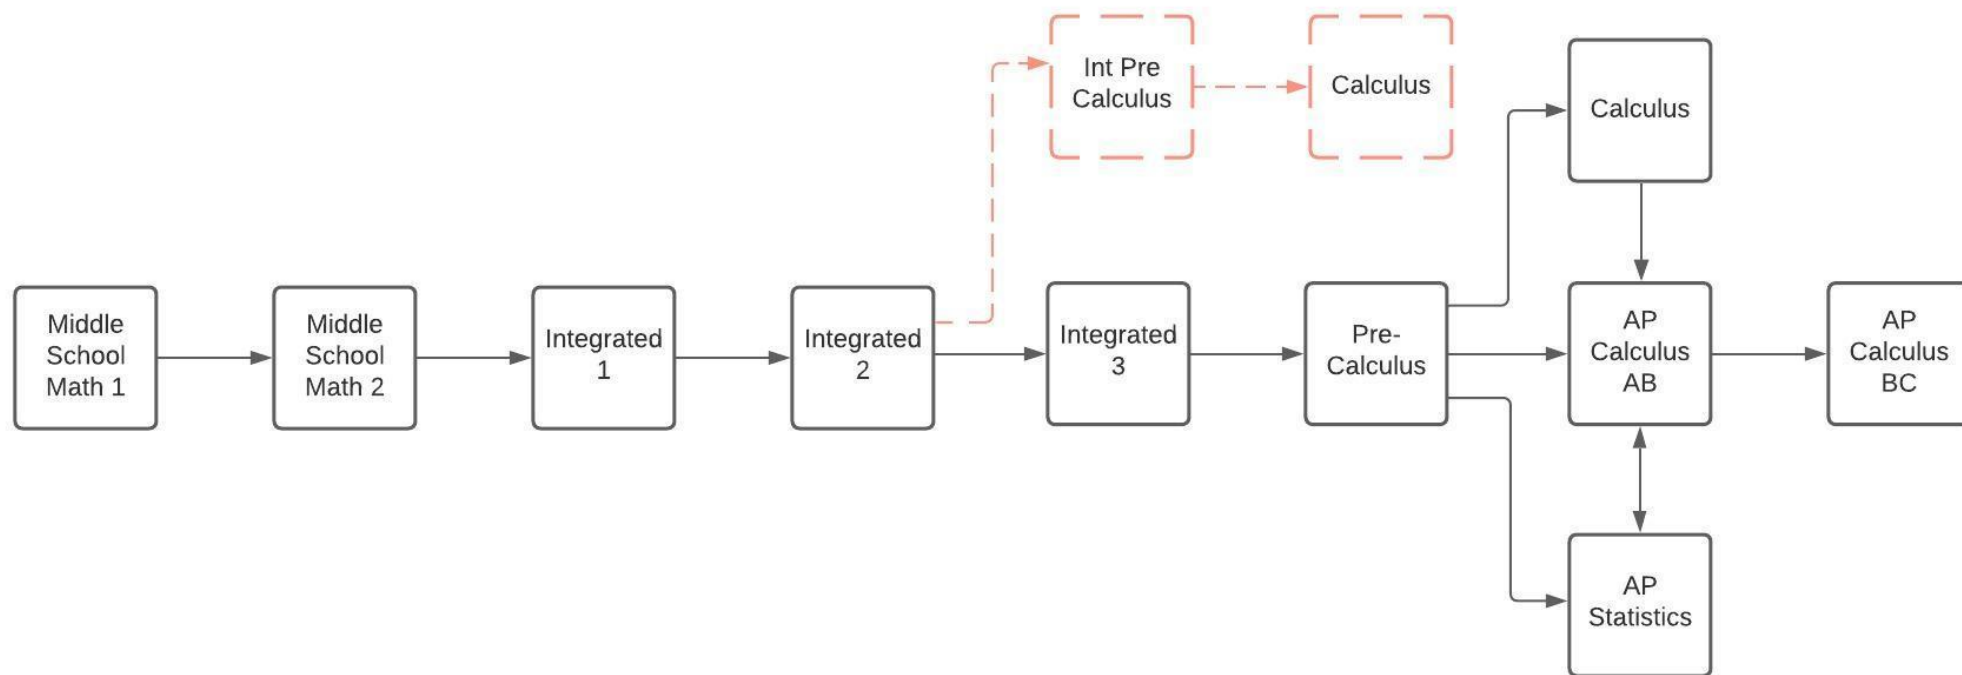 Int Pre
Calculus
Calculus
Calculus
Middle
School
Math 1
Middle
School
Math 2
Integrated
1
Integrated
2
Integrated
3
Pre-
Calculus
AP
Calculus
AB
AP
Calculus
BC
AP
Statistics